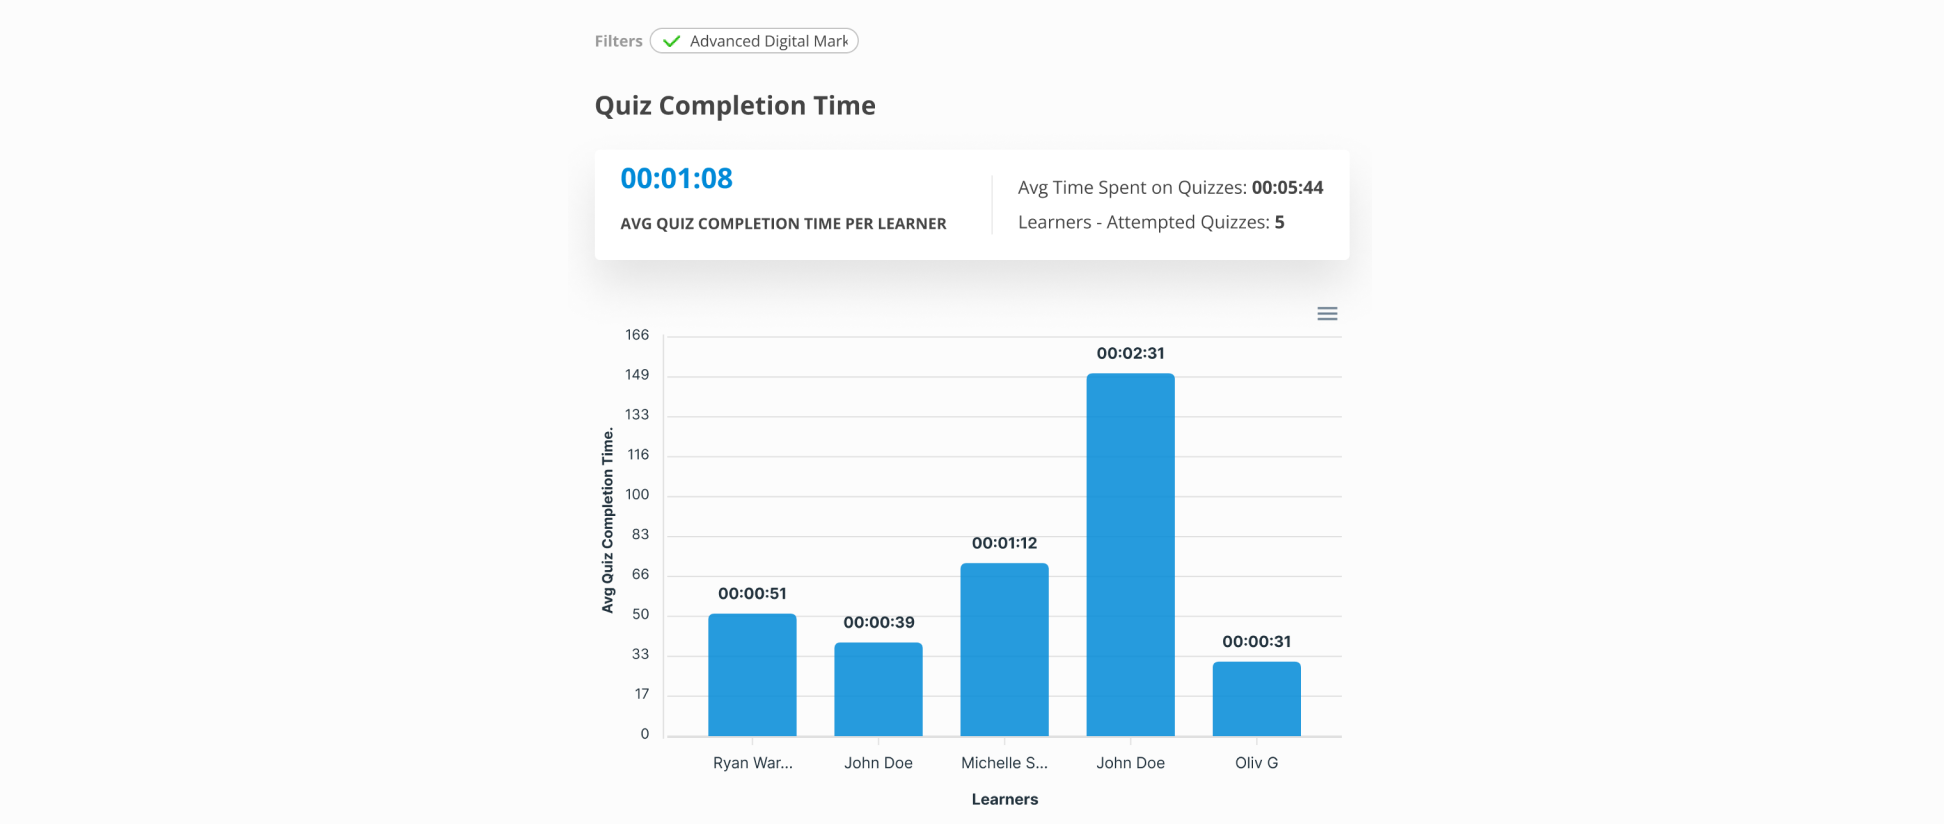 Filters Advanced Digital Mark
Quiz Completion Time
00:01:08
AVG QUIZ COMPLETION TIME PER LEARNER
Avg Time Spent on Quizzes: 00:05:44
Learners - Attempted Quizzes: 5
166
149
133
116
100
83
66
50
33
17
0
Avg Quiz Completion Time.
00:00:51
00:00:39
00:01:12
00:02:31
00:00:31
Ryan War...
John Doe
Michelle S...
John Doe
Oliv G
Learners